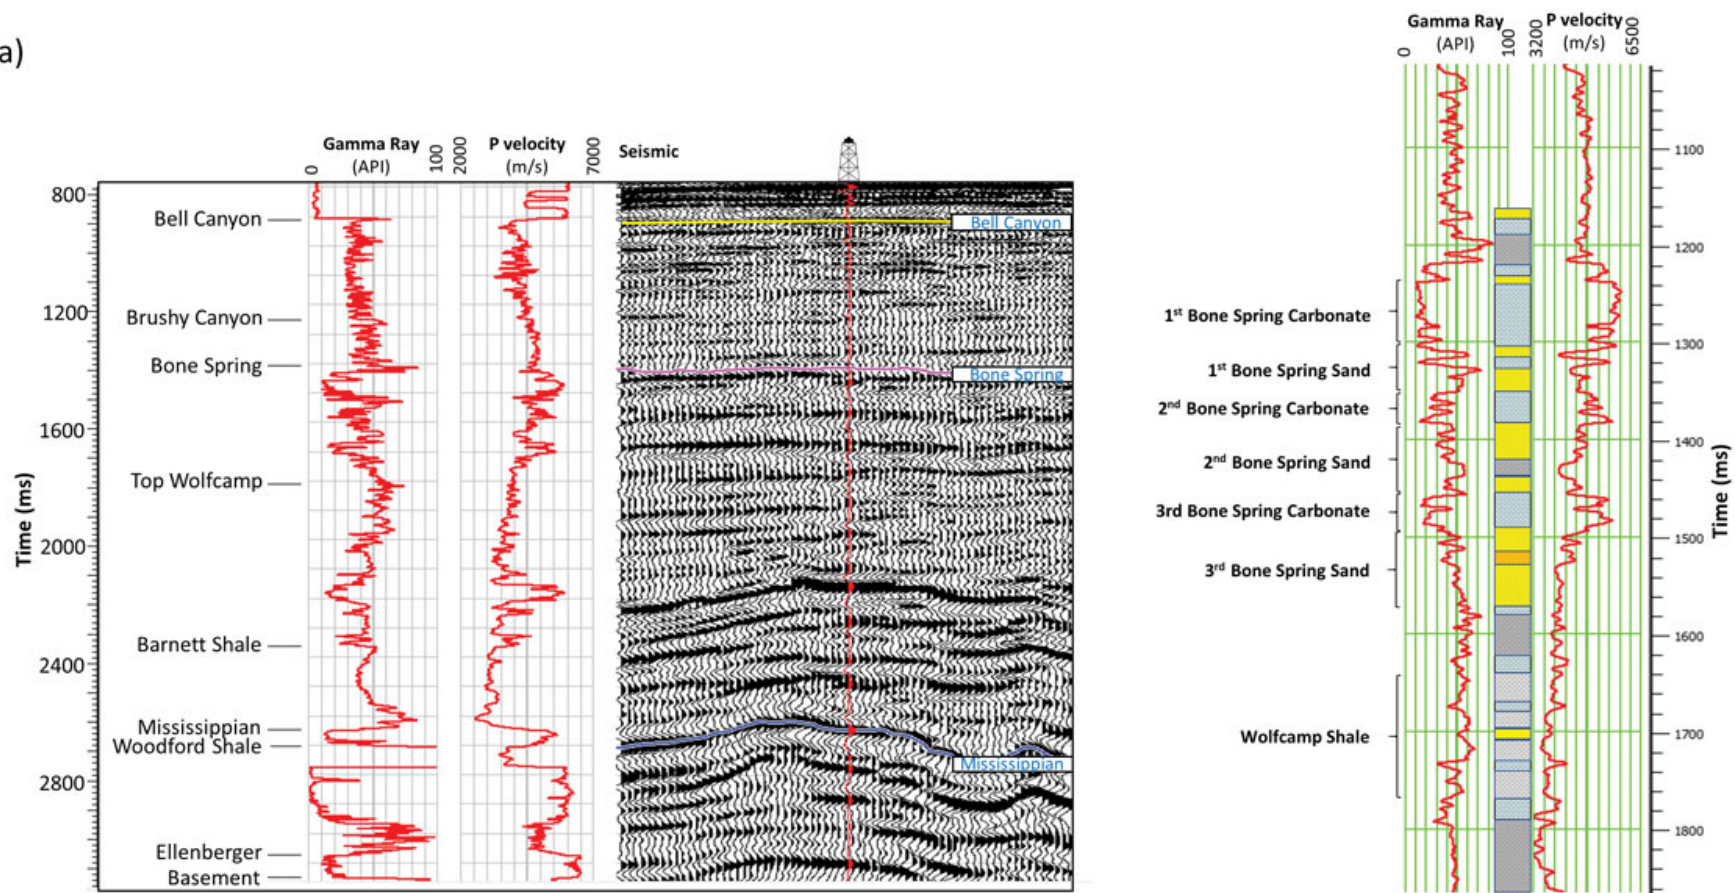 a)
Gamma Ray
(API)
0
100
P velocity
(m/s)
2000
7000
Seismic
Time (ms)
800
1200
1600
2000
2400
2800
Bell Canyon
Brushy Canyon
Bone Spring
Top Wolfcamp
Barnett Shale
Mississippian
Woodford Shale
Ellenberger
Basement
Bell Canyon
Bone Spring
Mississippian
Gamma Ray
(API)
0
100
P velocity
(m/s)
3200
6500
1st Bone Spring Carbonate
1st Bone Spring Sand
2nd Bone Spring Carbonate
2nd Bone Spring Sand
3rd Bone Spring Carbonate
3rd Bone Spring Sand
Wolfcamp Shale
1100
1200
1300
1400
1500
1600
1700
1800
Time (ms)